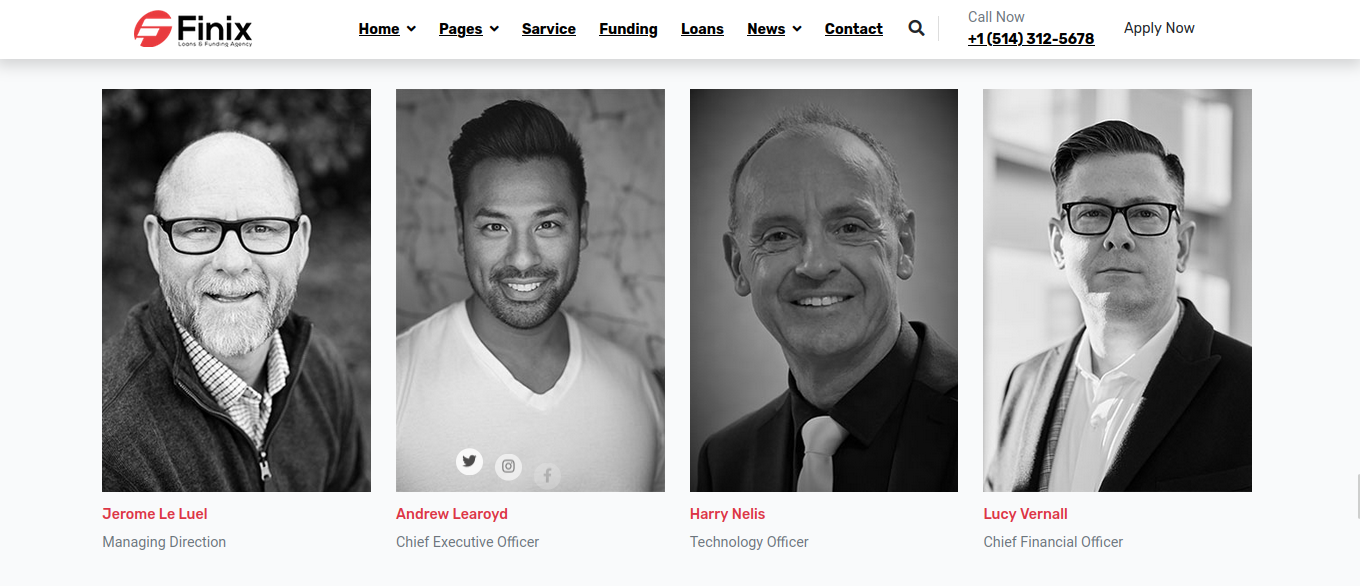 Finix
Loans & Funding Agency
Home
Pages
Sarvice
Funding
Loans
News
Contact
Call Now
+1 (514) 312-5678
Apply Now
Jerome Le Luel
Managing Direction
Andrew Learoyd
Chief Executive Officer
Harry Nelis
Technology Officer
Lucy Vernall
Chief Financial Officer